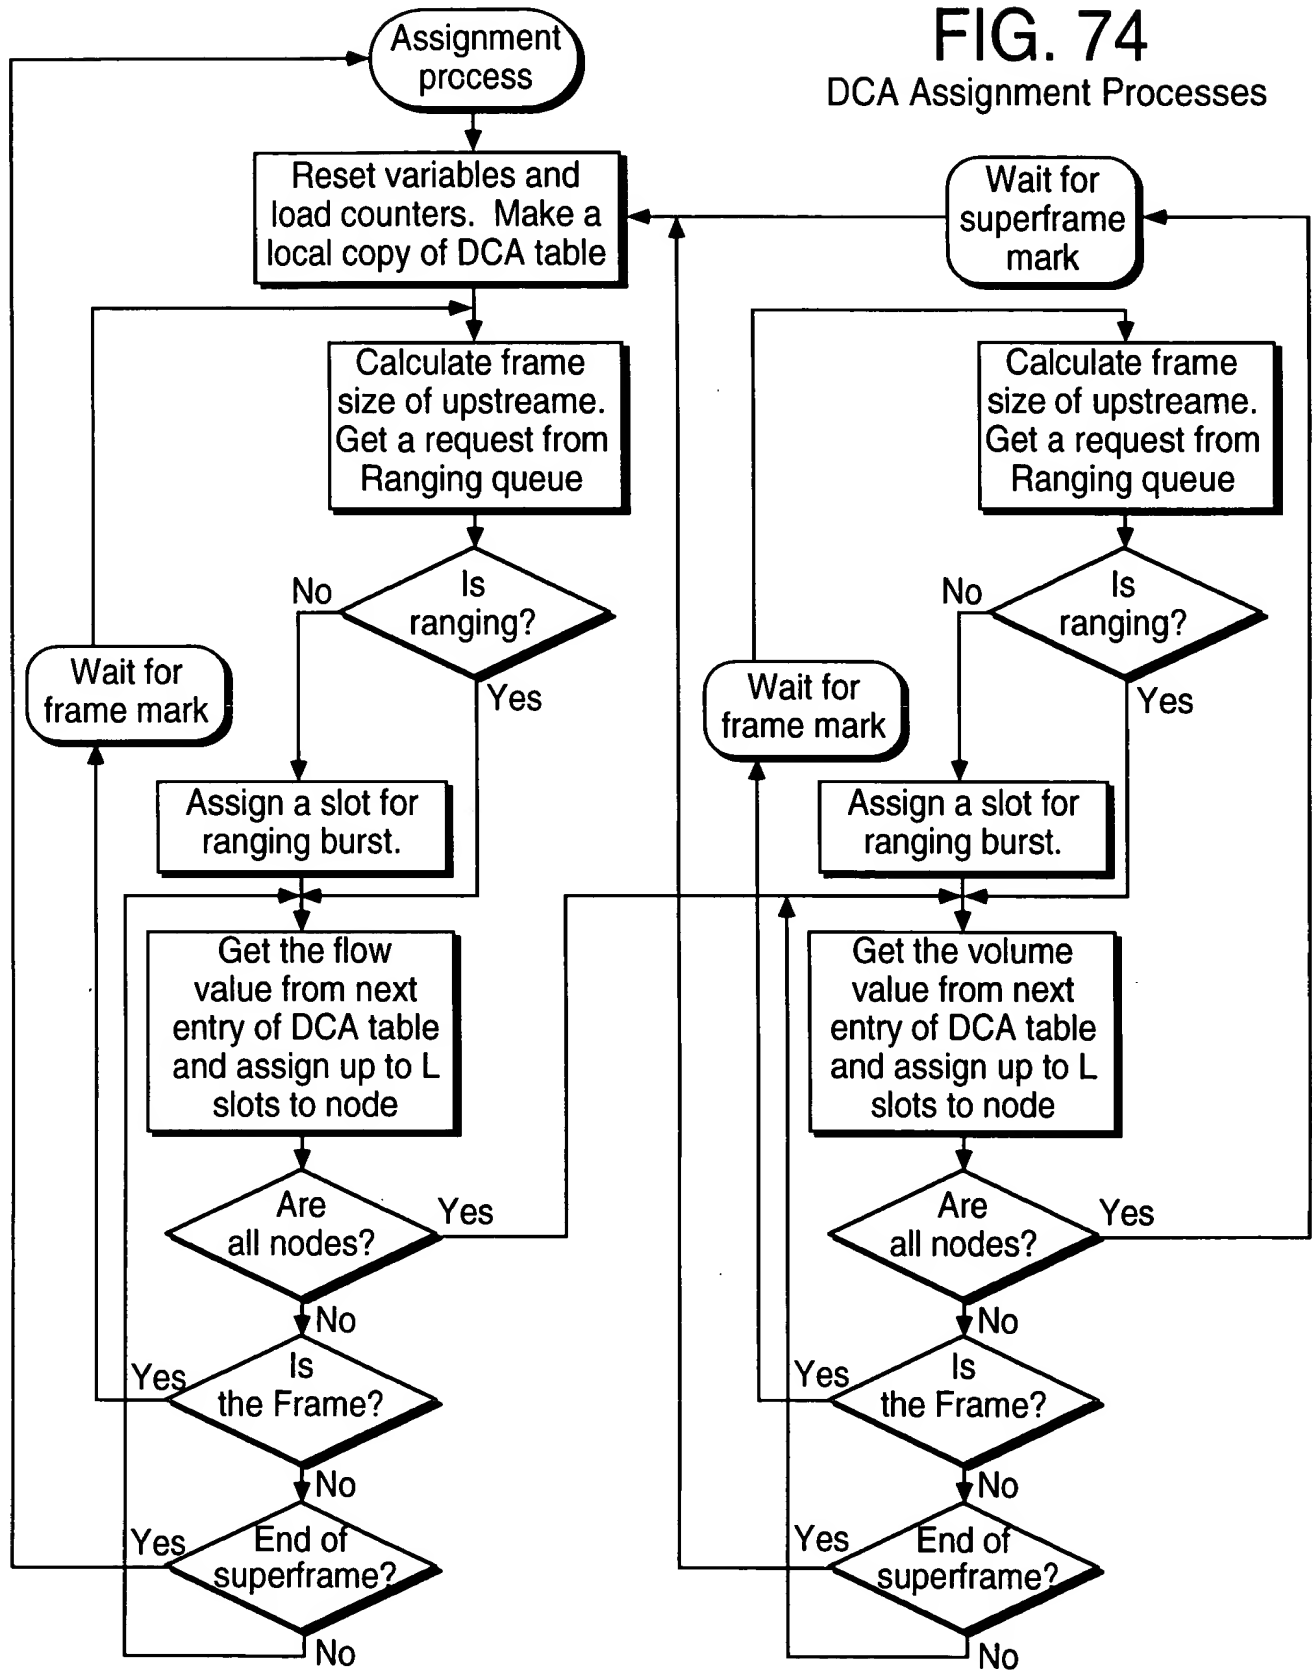 FIG. 74
DCA Assignment Processes
Assignment
process
Reset variables and
load counters. Make a
local copy of DCA table
Wait for
superframe
mark
Calculate frame
size of upstreame.
Get a request from
Ranging queue
Is
ranging?
No
Yes
Wait for
frame mark
Assign a slot for
ranging burst.
Get the flow
value from next
entry of DCA table
and assign up to L
slots to node
Are
all nodes?
Yes
No
Is
the Frame?
Yes
No
End of
superframe?
Yes
No
Calculate frame
size of upstreame.
Get a request from
Ranging queue
Is
ranging?
No
Yes
Wait for
frame mark
Assign a slot for
ranging burst.
Get the volume
value from next
entry of DCA table
and assign up to L
slots to node
Are
all nodes?
Yes
No
Is
the Frame?
Yes
No
End of
superframe?
Yes
No